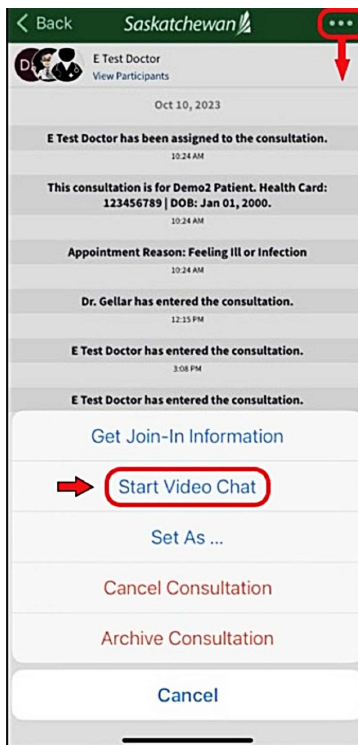 Back
Saskatchewan
E Test Doctor
View Participants
Oct 10, 2023
E Test Doctor has been assigned to the consultation.
10:24 AM
This consultation is for Demo2 Patient. Health Card:
123456789 | DOB: Jan 01, 2000.
10:24 AM
Appointment Reason: Feeling Ill or Infection
10:24 AM
Dr. Gellar has entered the consultation.
12:15 PM
E Test Doctor has entered the consultation.
3:08 PM
E Test Doctor has entered the consultation.
Get Join-In Information
Start Video Chat
Set As ...
Cancel Consultation
Archive Consultation
Cancel